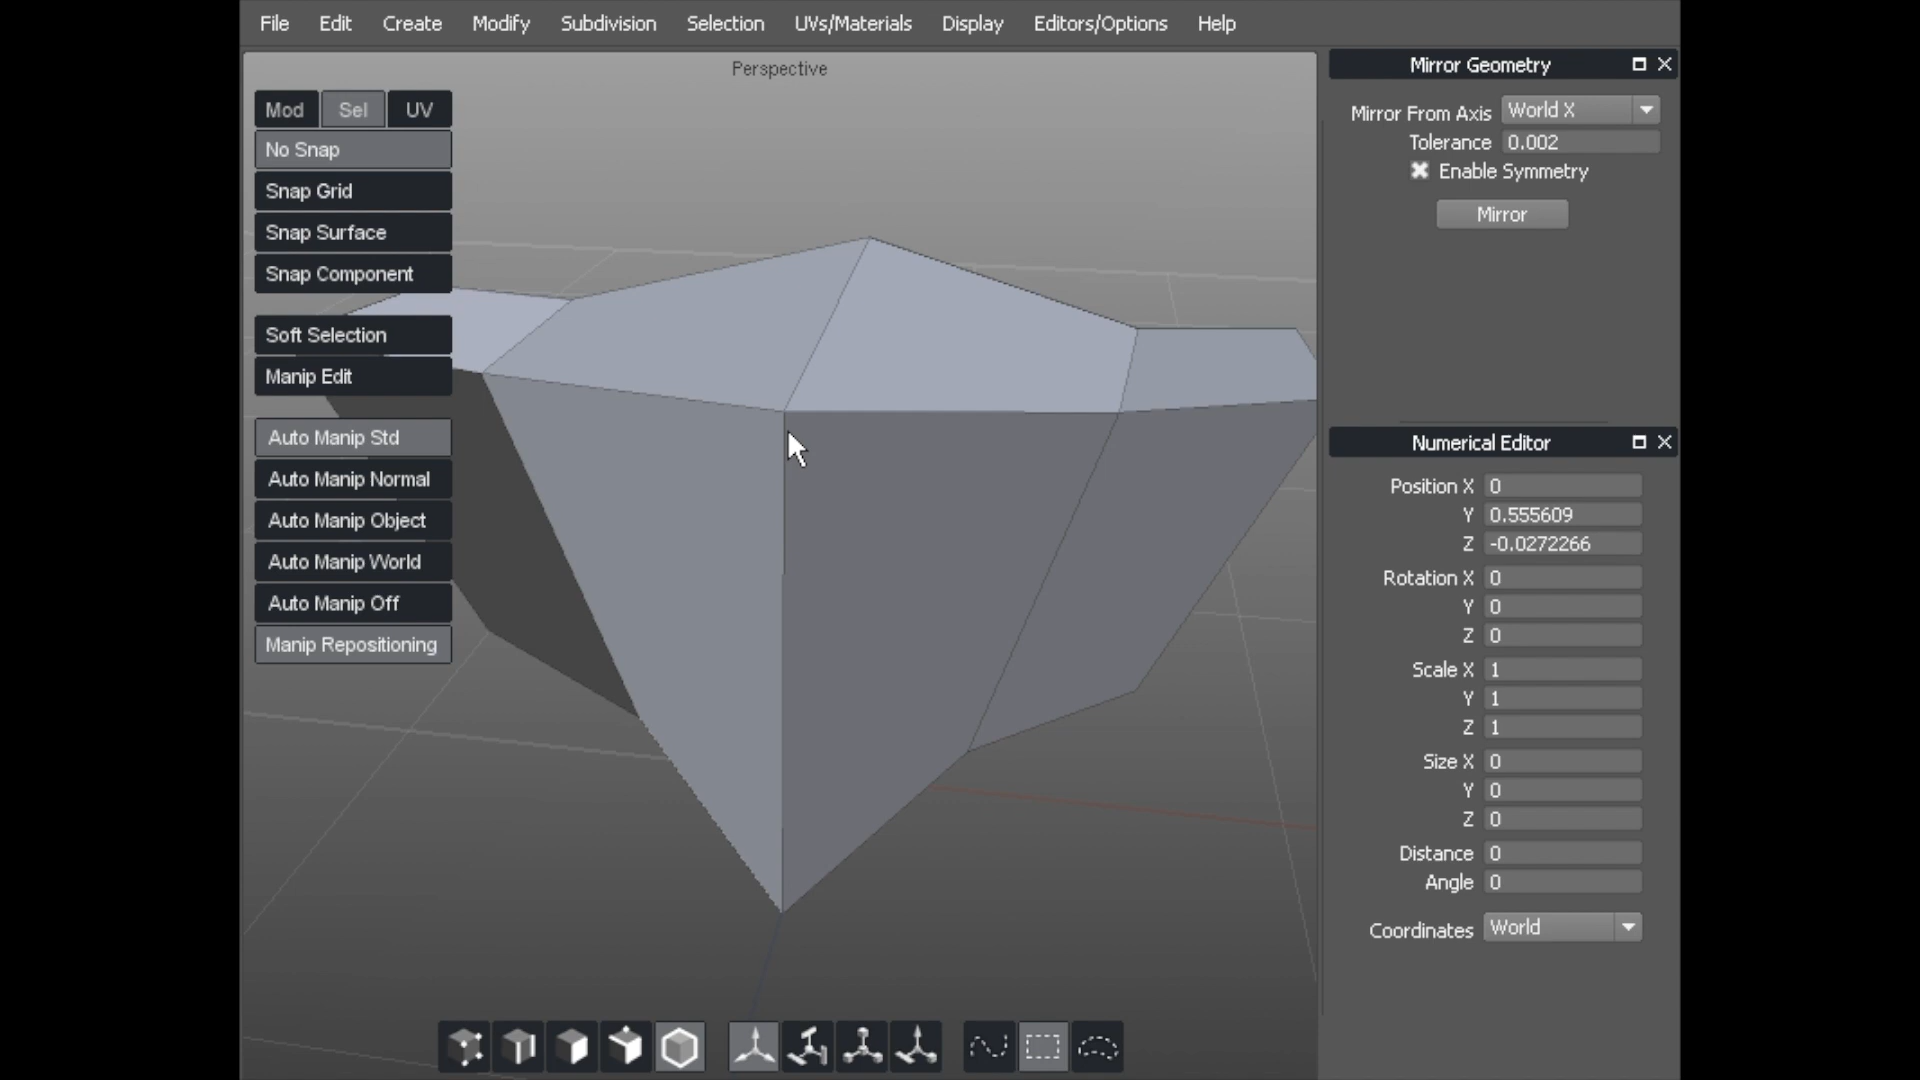 File Edit Create Modify Subdivision Selection UVs/Materials Display Editors/Options Help
Perspective
Mod Sel UV
No Snap
Snap Grid
Snap Surface
Snap Component
Soft Selection
Manip Edit
Auto Manip Std
Auto Manip Normal
Auto Manip Object
Auto Manip World
Auto Manip Off
Manip Repositioning
Mirror Geometry
Mirror From Axis World X
Tolerance 0.002
Enable Symmetry
Mirror
Numerical Editor
Position X 0
Y 0.555609
Z -0.0272266
Rotation X 0
Y 0
Z 0
Scale X 1
Y 1
Z 1
Size X 0
Y 0
Z 0
Distance 0
Angle 0
Coordinates World